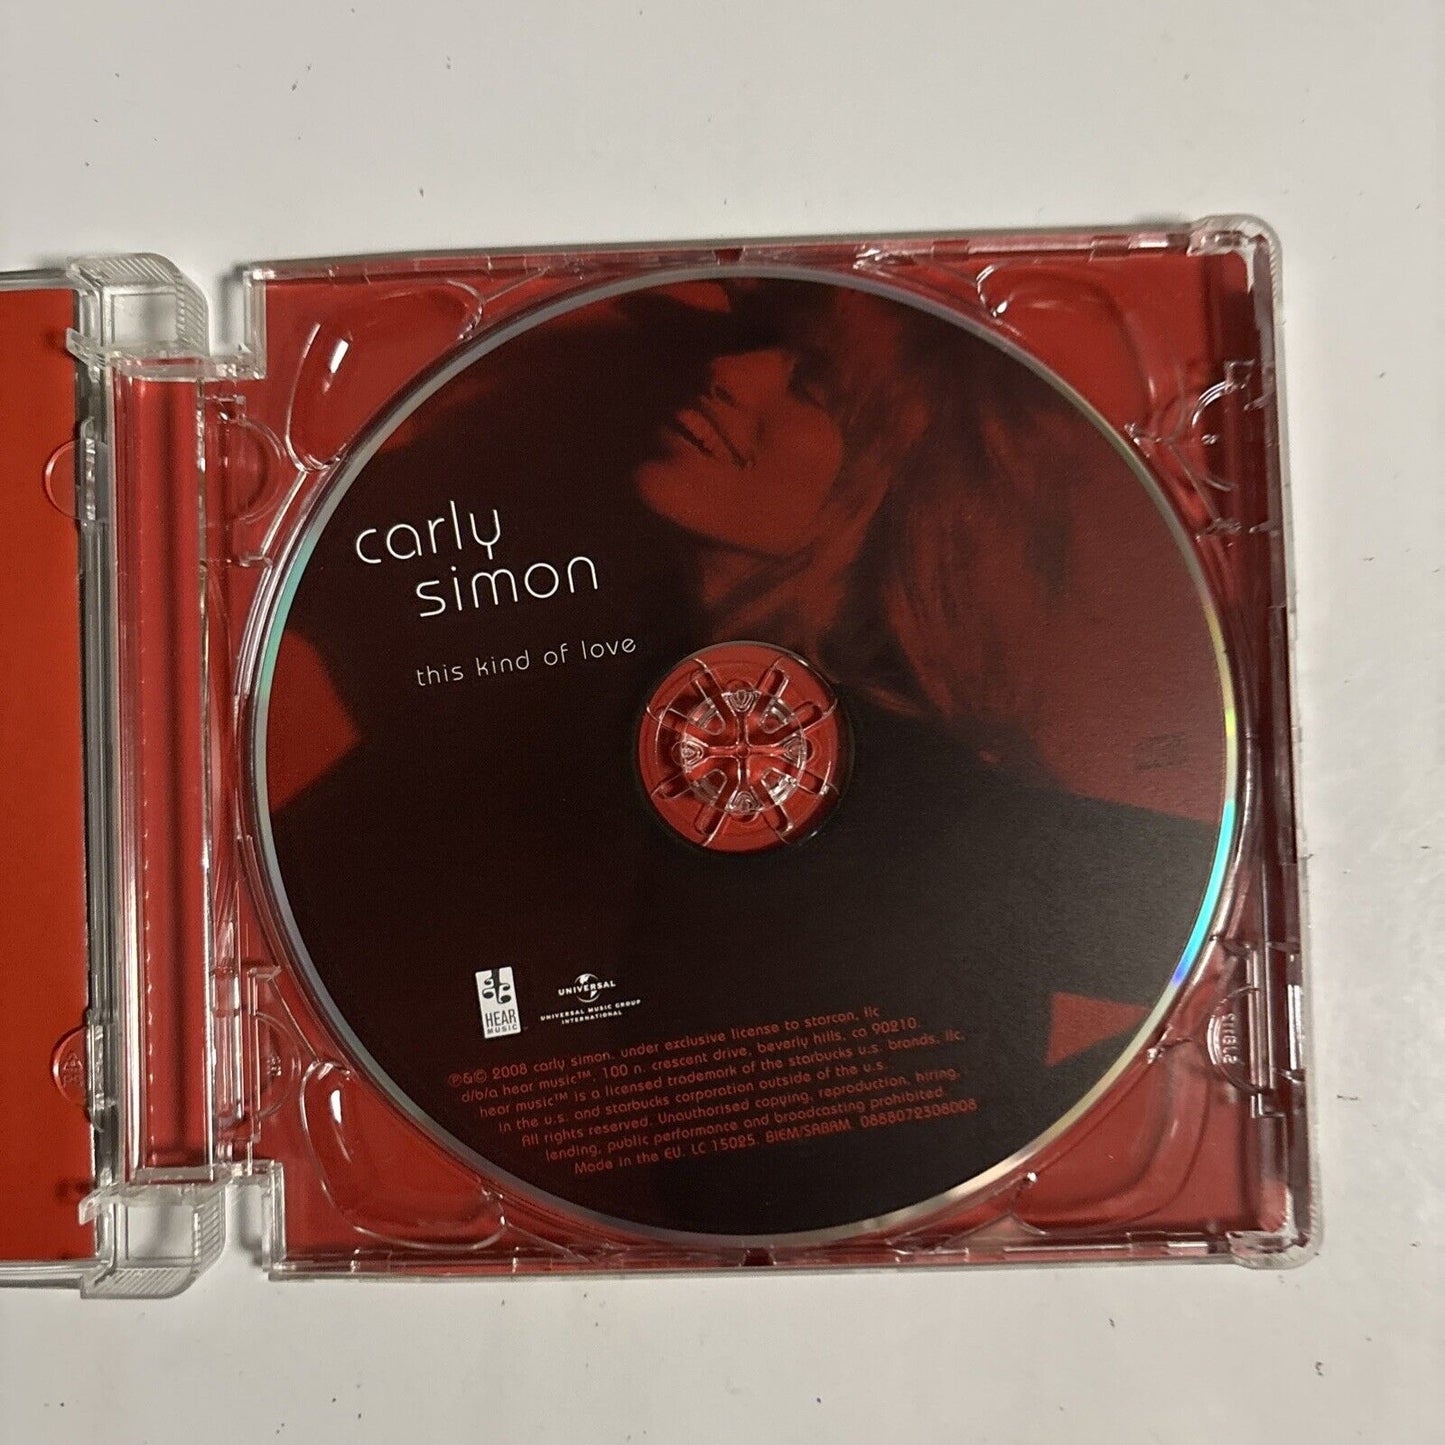 carly
simon
this kind of love
HEAR
MUSIC
UNIVERSAL
UNIVERSAL MUSIC GROUP
INTERNATIONAL
℗&© 2008 carly simon. under exclusive license to starcon, llc
d/b/a hear music™, 100 n. crescent drive, beverly hills, ca 90210.
hear music™ is a licensed trademark of the starbucks u.s. brands, llc,
in the u.s. and starbucks corporation outside of the u.s.
All rights reserved. Unauthorised copying, reproduction, hiring,
lending, public performance and broadcasting prohibited.
Made in the EU. LC 15025. BIEM/SABAM. 0888072308008